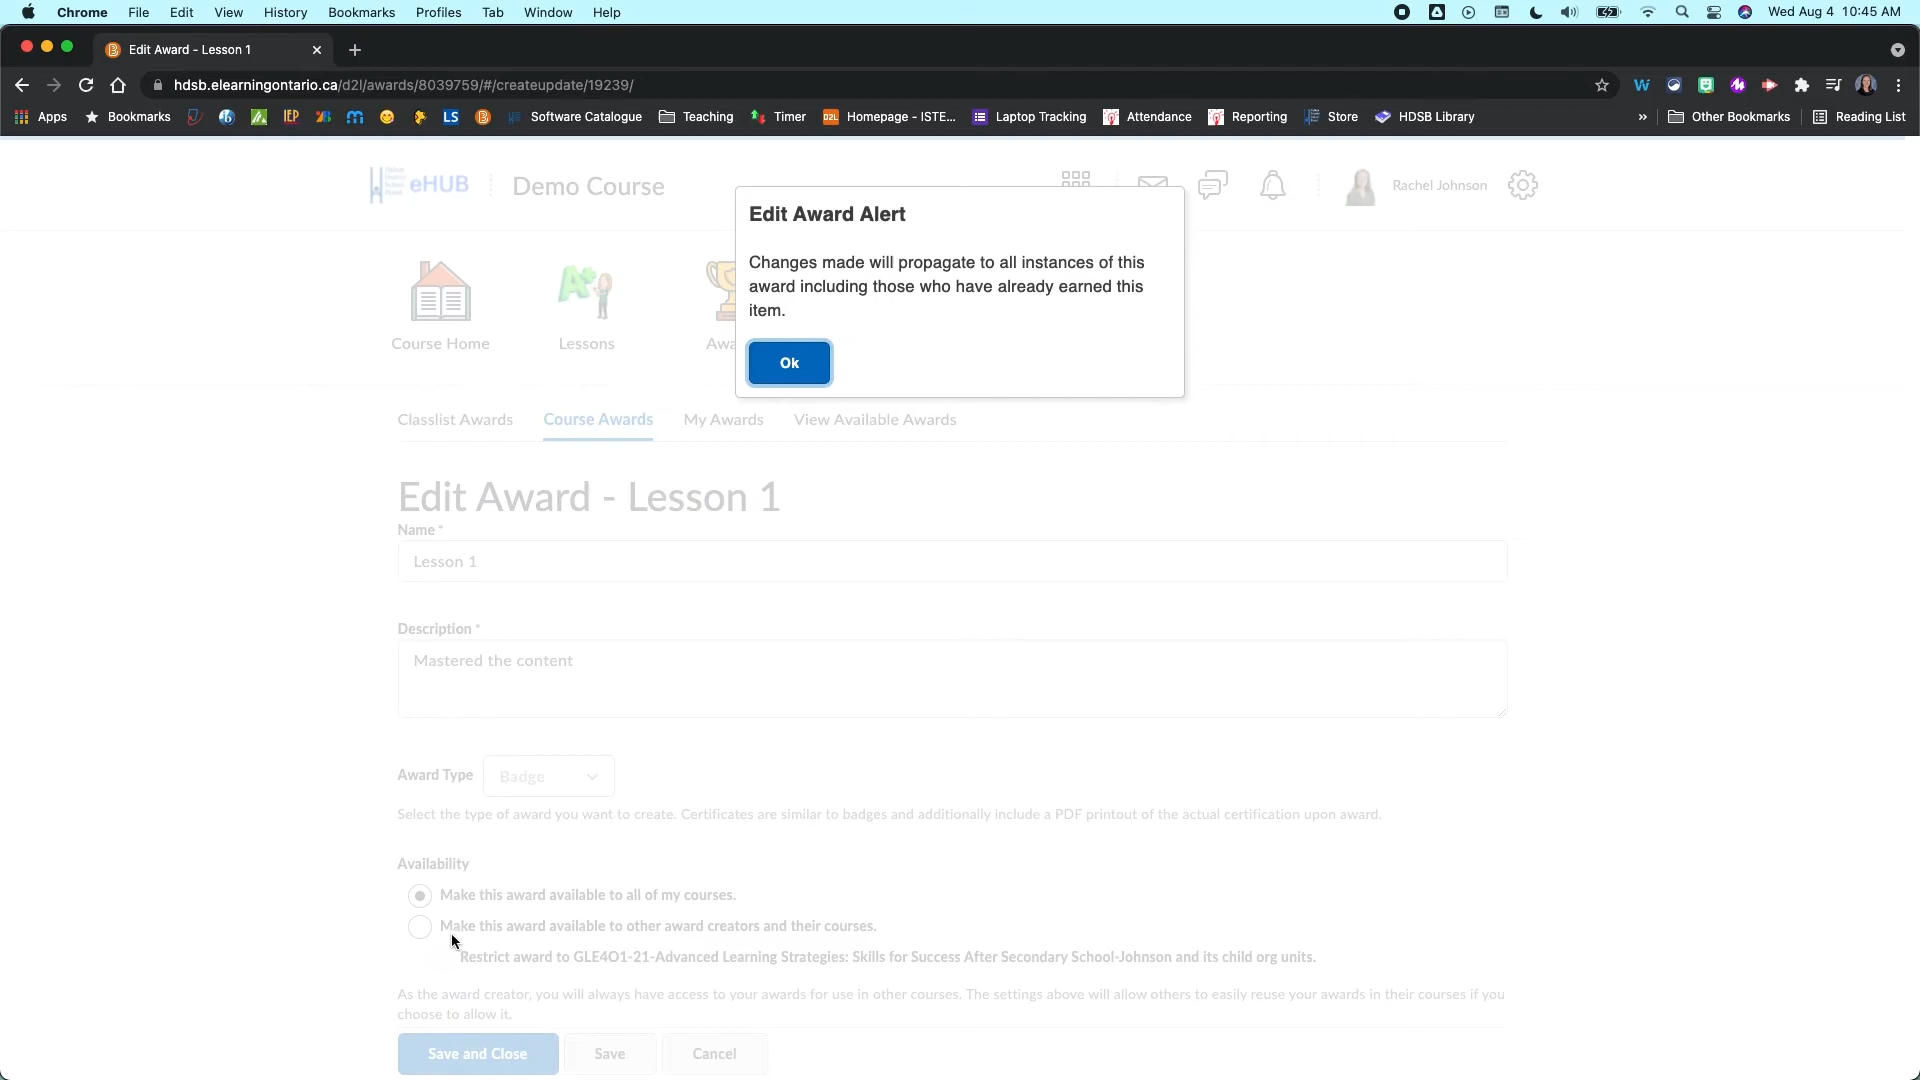 Chrome File Edit View History Bookmarks Profiles Tab Window Help Wed Aug 4 10:45 AM
Edit Award - Lesson 1
hdsb.elearningontario.ca/d2l/awards/8039759/#/createupdate/19239/
Apps Bookmarks IEP LS Software Catalogue Teaching Timer D2L Homepage - ISTE... Laptop Tracking Attendance Reporting Store HDSB Library » Other Bookmarks Reading List
eHUB Demo Course Rachel Johnson
Edit Award Alert
Changes made will propagate to all instances of this
award including those who have already earned this
item.
Ok
Course Home Lessons Awa
Classlist Awards Course Awards My Awards View Available Awards
Edit Award - Lesson 1
Name *
Lesson 1
Description *
Mastered the content
Award Type Badge
Select the type of award you want to create. Certificates are similar to badges and additionally include a PDF printout of the actual certification upon award.
Availability
Make this award available to all of my courses.
Make this award available to other award creators and their courses.
Restrict award to GLE4O1-21-Advanced Learning Strategies: Skills for Success After Secondary School-Johnson and its child org units.
As the award creator, you will always have access to your awards for use in other courses. The settings above will allow others to easily reuse your awards in their courses if you
choose to allow it.
Save and Close Save Cancel